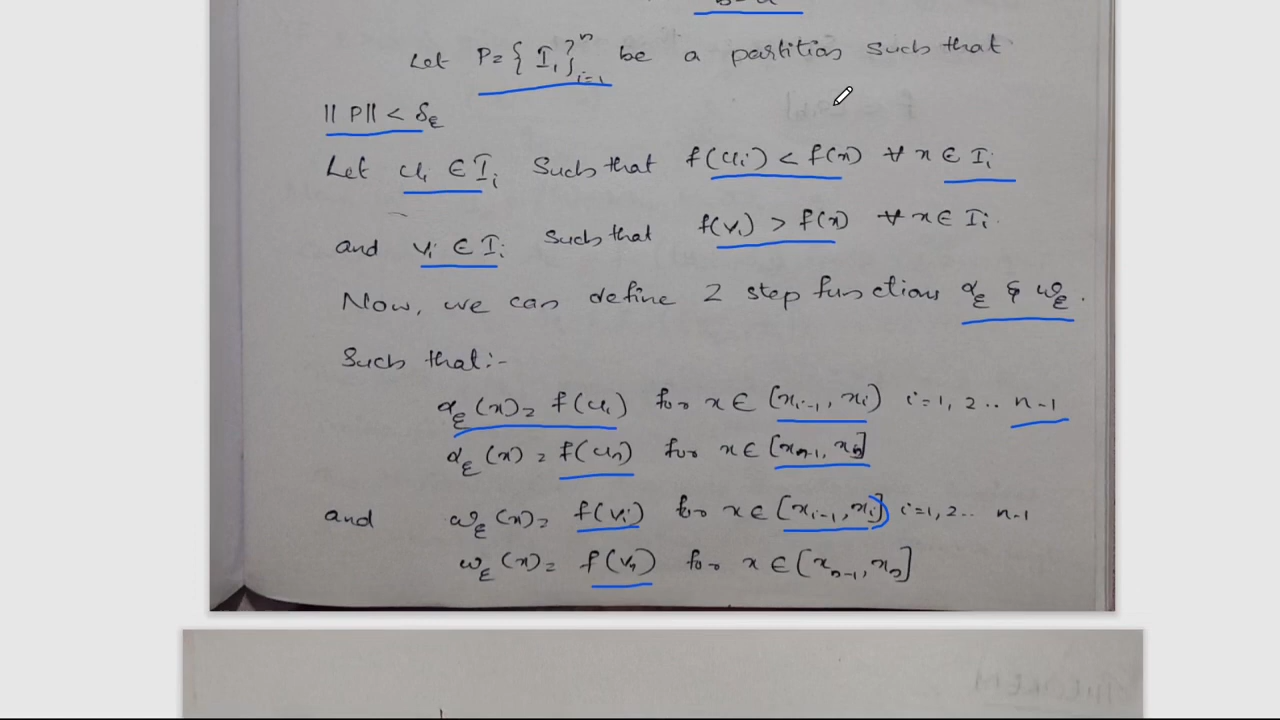 Let P = { I_i }^n_{i=1} be a partition such that
|| P || < δ_ε
Let u_i ∈ I_i Such that f(u_i) < f(x) ∀ x ∈ I_i
and v_i ∈ I_i Such that f(v_i) > f(x) ∀ x ∈ I_i
Now, we can define 2 step functions α_ε & ω_ε.
Such that:-
α_ε (x) = f(u_i) for x ∈ [x_{i-1}, x_i) i = 1, 2 .. n-1
α_ε (x) = f(u_n) for x ∈ [x_{n-1}, x_n]
and ω_ε (x) = f(v_i) for x ∈ [x_{i-1}, x_i) i = 1, 2 .. n-1
ω_ε (x) = f(v_n) for x ∈ [x_{n-1}, x_n]